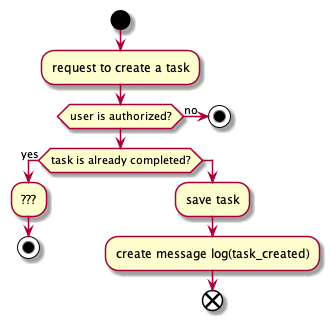 request to create a task
user is authorized?
no
yes
task is already completed?
???
save task
create message log(task_created)